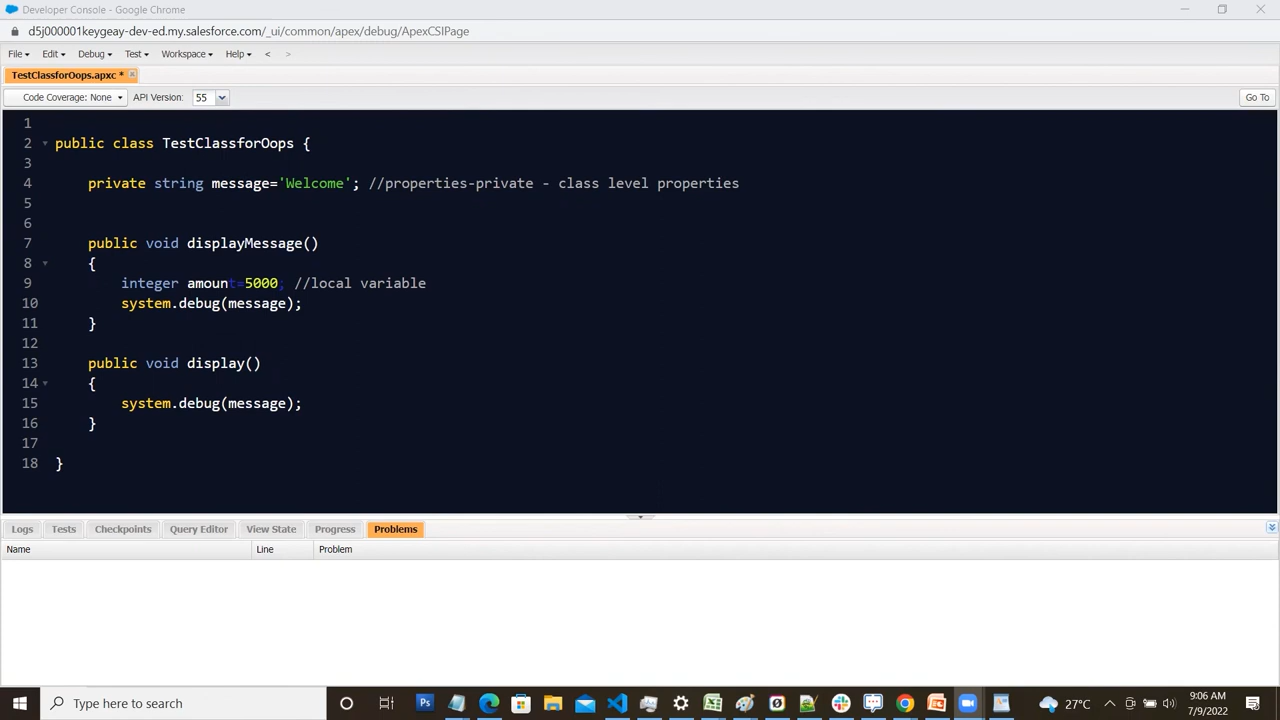 Developer Console - Google Chrome
d5j000001keygeay-dev-ed.my.salesforce.com/_ui/common/apex/debug/ApexCSIPage
File Edit Debug Test Workspace Help < >
TestClassforOops.apxc *
Code Coverage: None API Version: 55 Go To
1
2 public class TestClassforOops {
3
4 private string message='Welcome'; //properties-private - class level properties
5
6
7 public void displayMessage()
8 {
9 integer amount=5000; //local variable
10 system.debug(message);
11 }
12
13 public void display()
14 {
15 system.debug(message);
16 }
17
18 }
Logs Tests Checkpoints Query Editor View State Progress Problems
Name Line Problem
Type here to search
27°C
9:06 AM
7/9/2022